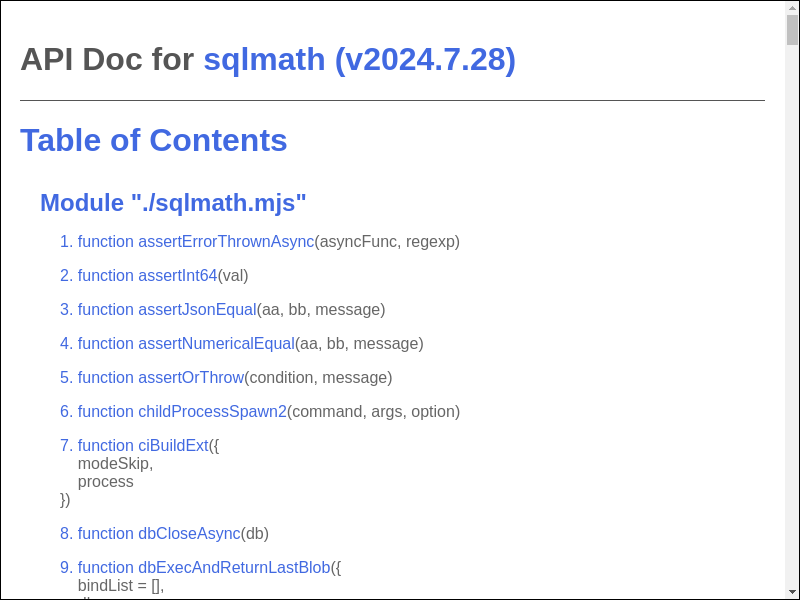 API Doc for sqlmath (v2024.7.28)
Table of Contents
Module "./sqlmath.mjs"
1. function assertErrorThrownAsync(asyncFunc, regexp)
2. function assertInt64(val)
3. function assertJsonEqual(aa, bb, message)
4. function assertNumericalEqual(aa, bb, message)
5. function assertOrThrow(condition, message)
6. function childProcessSpawn2(command, args, option)
7. function ciBuildExt({
modeSkip,
process
})
8. function dbCloseAsync(db)
9. function dbExecAndReturnLastBlob({
bindList = [],